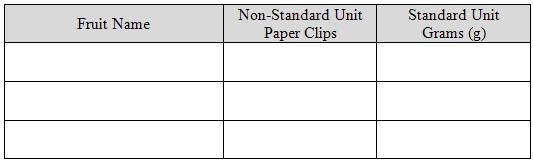 Fruit Name
Non-Standard Unit
Paper Clips
Standard Unit
Grams (g)